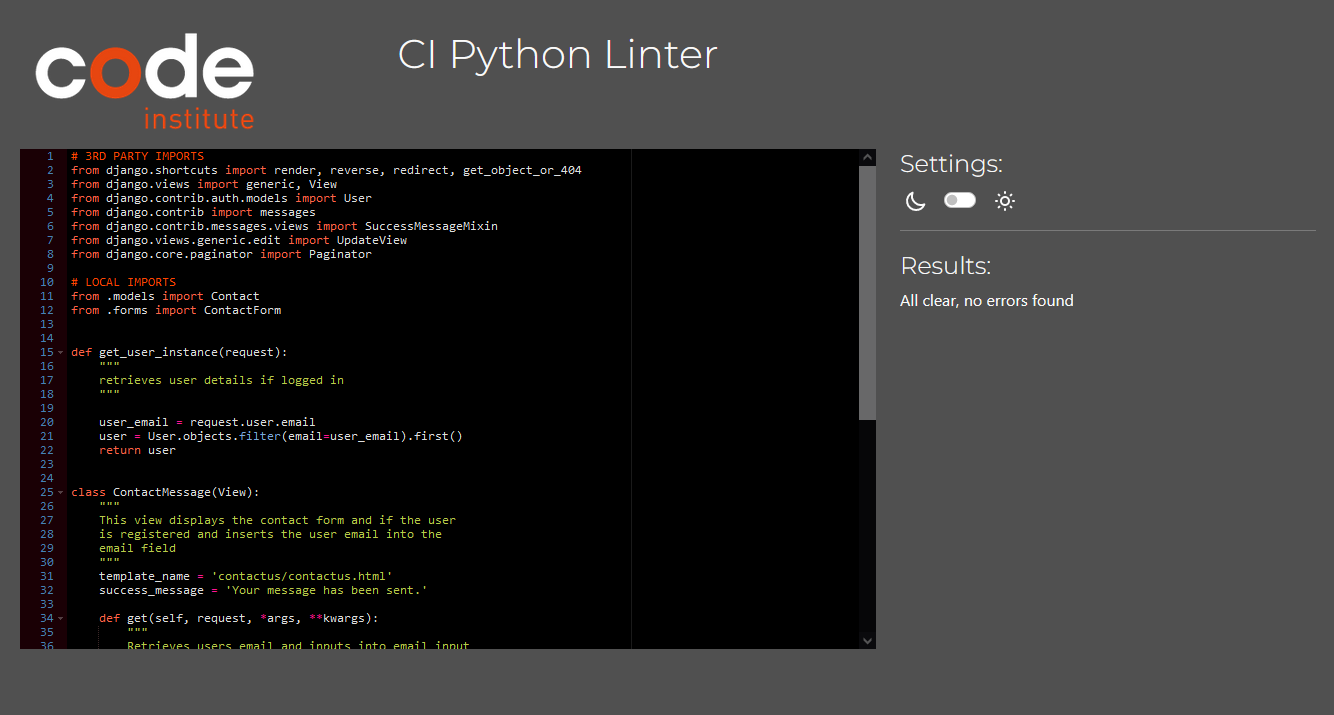 code
institute
CI Python Linter
1 # 3RD PARTY IMPORTS
2 from django.shortcuts import render, reverse, redirect, get_object_or_404
3 from django.views import generic, View
4 from django.contrib.auth.models import User
5 from django.contrib import messages
6 from django.contrib.messages.views import SuccessMessageMixin
7 from django.views.generic.edit import UpdateView
8 from django.core.paginator import Paginator
9
10 # LOCAL IMPORTS
11 from .models import Contact
12 from .forms import ContactForm
13
14
15 def get_user_instance(request):
16     """
17     retrieves user details if logged in
18     """
19
20     user_email = request.user.email
21     user = User.objects.filter(email=user_email).first()
22     return user
23
24
25 class ContactMessage(View):
26     """
27     This view displays the contact form and if the user
28     is registered and inserts the user email into the
29     email field
30     """
31     template_name = 'contactus/contactus.html'
32     success_message = 'Your message has been sent.'
33
34     def get(self, request, *args, **kwargs):
35         """
36         Retrieves users email and inputs into email input
Settings:
Results:
All clear, no errors found